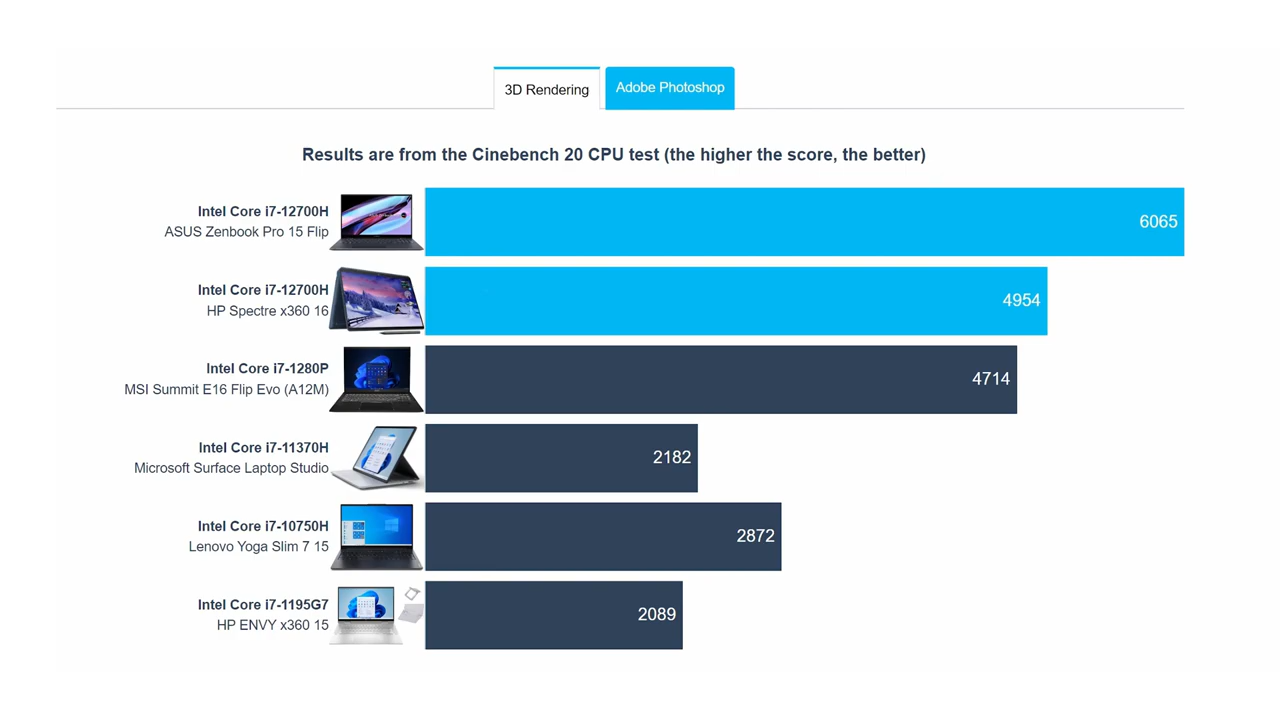 3D Rendering
Adobe Photoshop
Results are from the Cinebench 20 CPU test (the higher the score, the better)
Intel Core i7-12700H
ASUS Zenbook Pro 15 Flip
6065
Intel Core i7-12700H
HP Spectre x360 16
4954
Intel Core i7-1280P
MSI Summit E16 Flip Evo (A12M)
4714
Intel Core i7-11370H
Microsoft Surface Laptop Studio
2182
Intel Core i7-10750H
Lenovo Yoga Slim 7 15
2872
Intel Core i7-1195G7
HP ENVY x360 15
2089